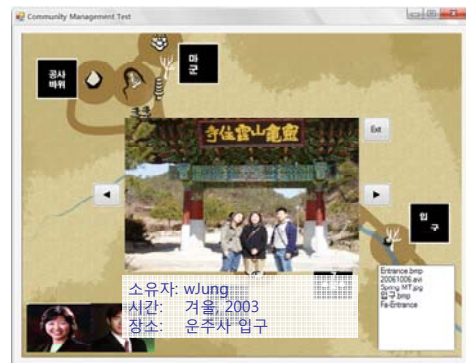 Community Management Test
마
군
공사
바위
Exit
◄
►
입
구
Entrance.bmp
20061006.avi
Spring MT.jpg
입구.bmp
Fa-Entrance
소유자: wJung
시간: 겨울, 2003
장소: 운주사 입구